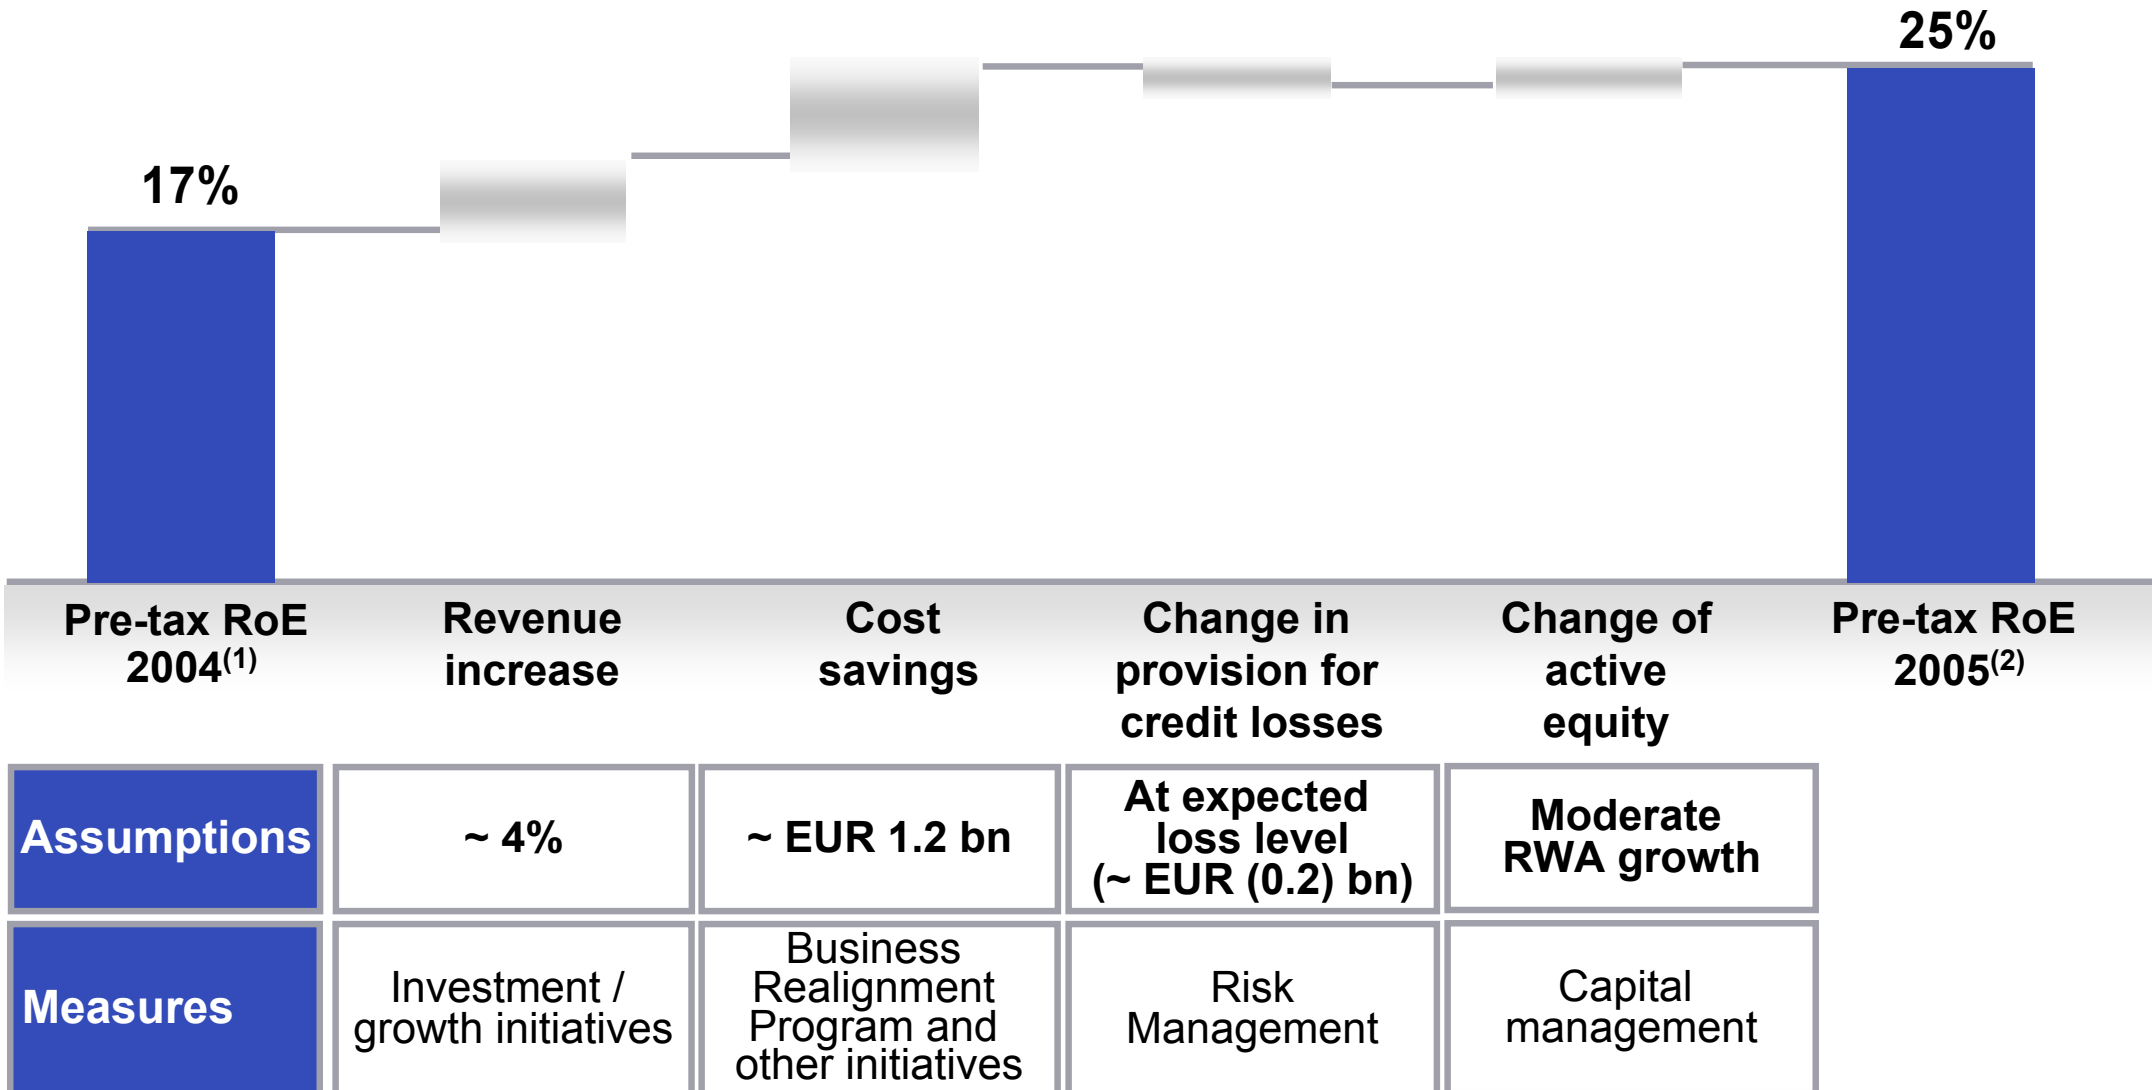 25%
17%
Pre-tax RoE
2004(1)
Revenue
increase
Cost
savings
Change in
provision for
credit losses
Change of
active
equity
Pre-tax RoE
2005(2)
Assumptions
~ 4%
~ EUR 1.2 bn
At expected
loss level
(~ EUR (0.2) bn)
Moderate
RWA growth
Measures
Investment /
growth initiatives
Business
Realignment
Program and
other initiatives
Risk
Management
Capital
management